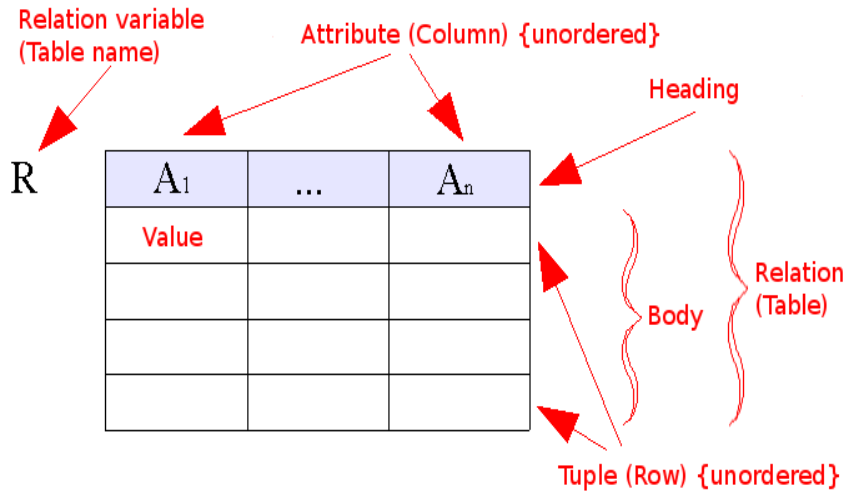 Relation variable
(Table name)
Attribute (Column) {unordered}
Heading
R
A1
...
An
Value
Relation
(Table)
Body
Tuple (Row) {unordered}